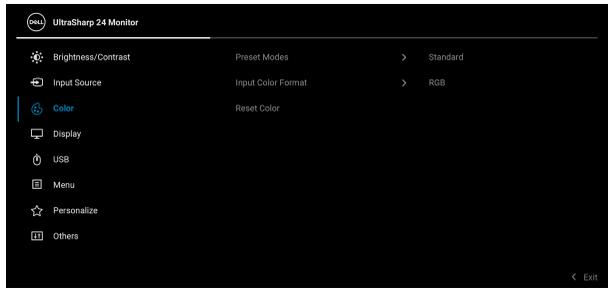 DELL UltraSharp 24 Monitor
Brightness/Contrast Preset Modes > Standard
Input Source Input Color Format > RGB
Color Reset Color
Display
USB
Menu
Personalize
Others
< Exit